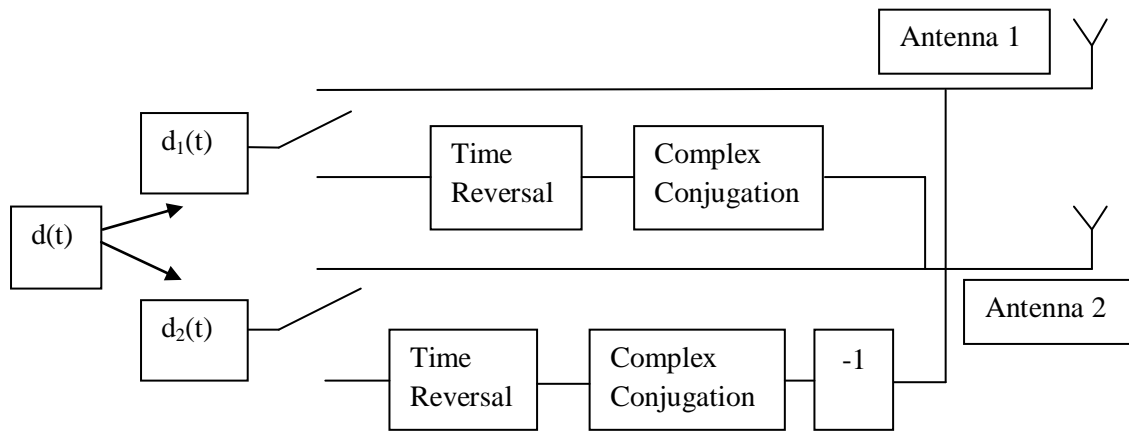 Antenna 1
d₁(t)
Time
Reversal
Complex
Conjugation
d(t)
d₂(t)
Antenna 2
Time
Reversal
Complex
Conjugation
-1